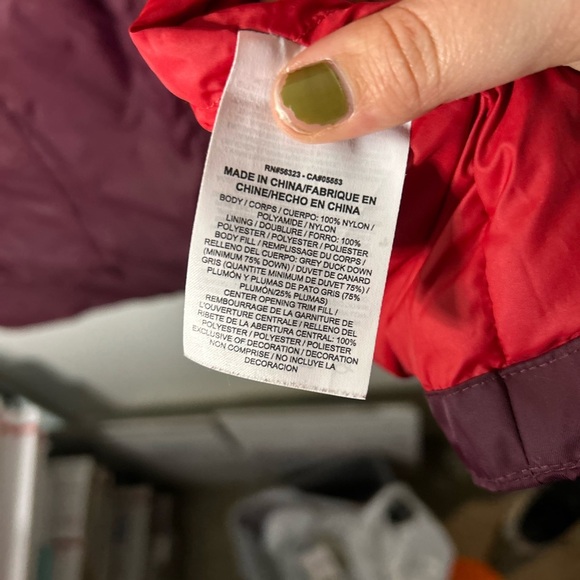 RN#56323 - CA#05553
MADE IN CHINA/FABRIQUE EN
CHINE/HECHO EN CHINA
BODY / CORPS / CUERPO: 100% NYLON /
POLYAMIDE / NYLON
LINING / DOUBLURE / FORRO: 100%
POLYESTER / POLYESTER / POLIESTER
BODY FILL / REMPLISSAGE DU CORPS /
RELLENO DEL CUERPO: GREY DUCK DOWN
(MINIMUM 75% DOWN) / DUVET DE CANARD
GRIS (QUANTITE MINIMUM DE DUVET 75%) /
PLUMÓN Y PLUMAS DE PATO GRIS (75%
PLUMÓN/25% PLUMAS)
CENTER OPENING TRIM FILL /
REMBOURRAGE DE LA GARNITURE DE
L'OUVERTURE CENTRALE / RELLENO DEL
RIBETE DE LA ABERTURA CENTRAL: 100%
POLYESTER / POLYESTER / POLIESTER
EXCLUSIVE OF DECORATION / DECORATION
NON COMPRISE / NO INCLUYE LA
DECORACION